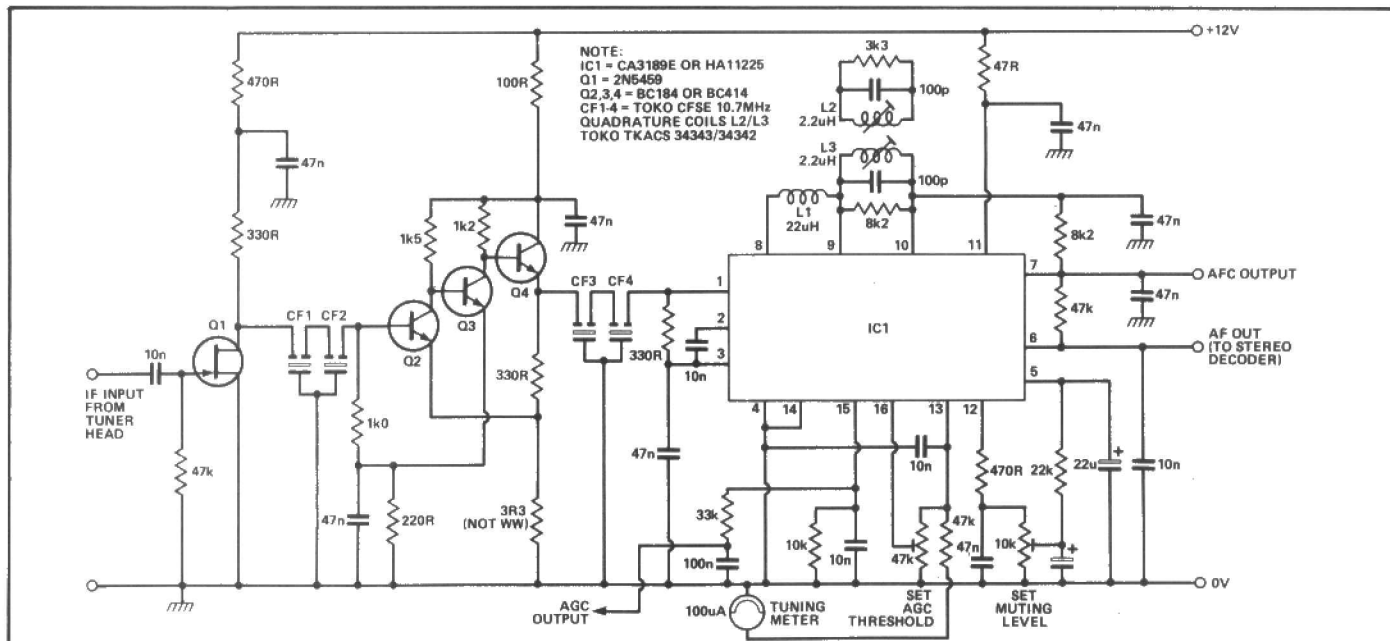 +12V
470R
100R
NOTE:
IC1 = CA3189E OR HA11225
Q1 = 2N5459
Q2,3,4 = BC184 OR BC414
CF1-4 = TOKO CFSE 10.7MHz
QUADRATURE COILS L2/L3
TOKO TKACS 34343/34342
3k3
100p
L2
2.2uH
47R
47n
47n
L3
2.2uH
100p
330R
1k5
1k2
47n
L1
22uH
8k2
8k2
47n
8
9
10
11
Q4
Q3
Q2
Q1
CF1
CF2
CF3
CF4
1
2
3
IC1
7
6
5
AFC OUTPUT
47n
47k
AF OUT
(TO STEREO
DECODER)
10n
IF INPUT
FROM
TUNER
HEAD
330R
330R
10n
4
14
15
16
13
12
1k0
47k
47n
220R
3R3
(NOT WW)
47n
10n
470R
22k
22u
+
10n
33k
10k
10n
100n
47k
47k
47n
10k
+
0V
AGC
OUTPUT
100uA
TUNING
METER
SET
AGC
THRESHOLD
SET
MUTING
LEVEL